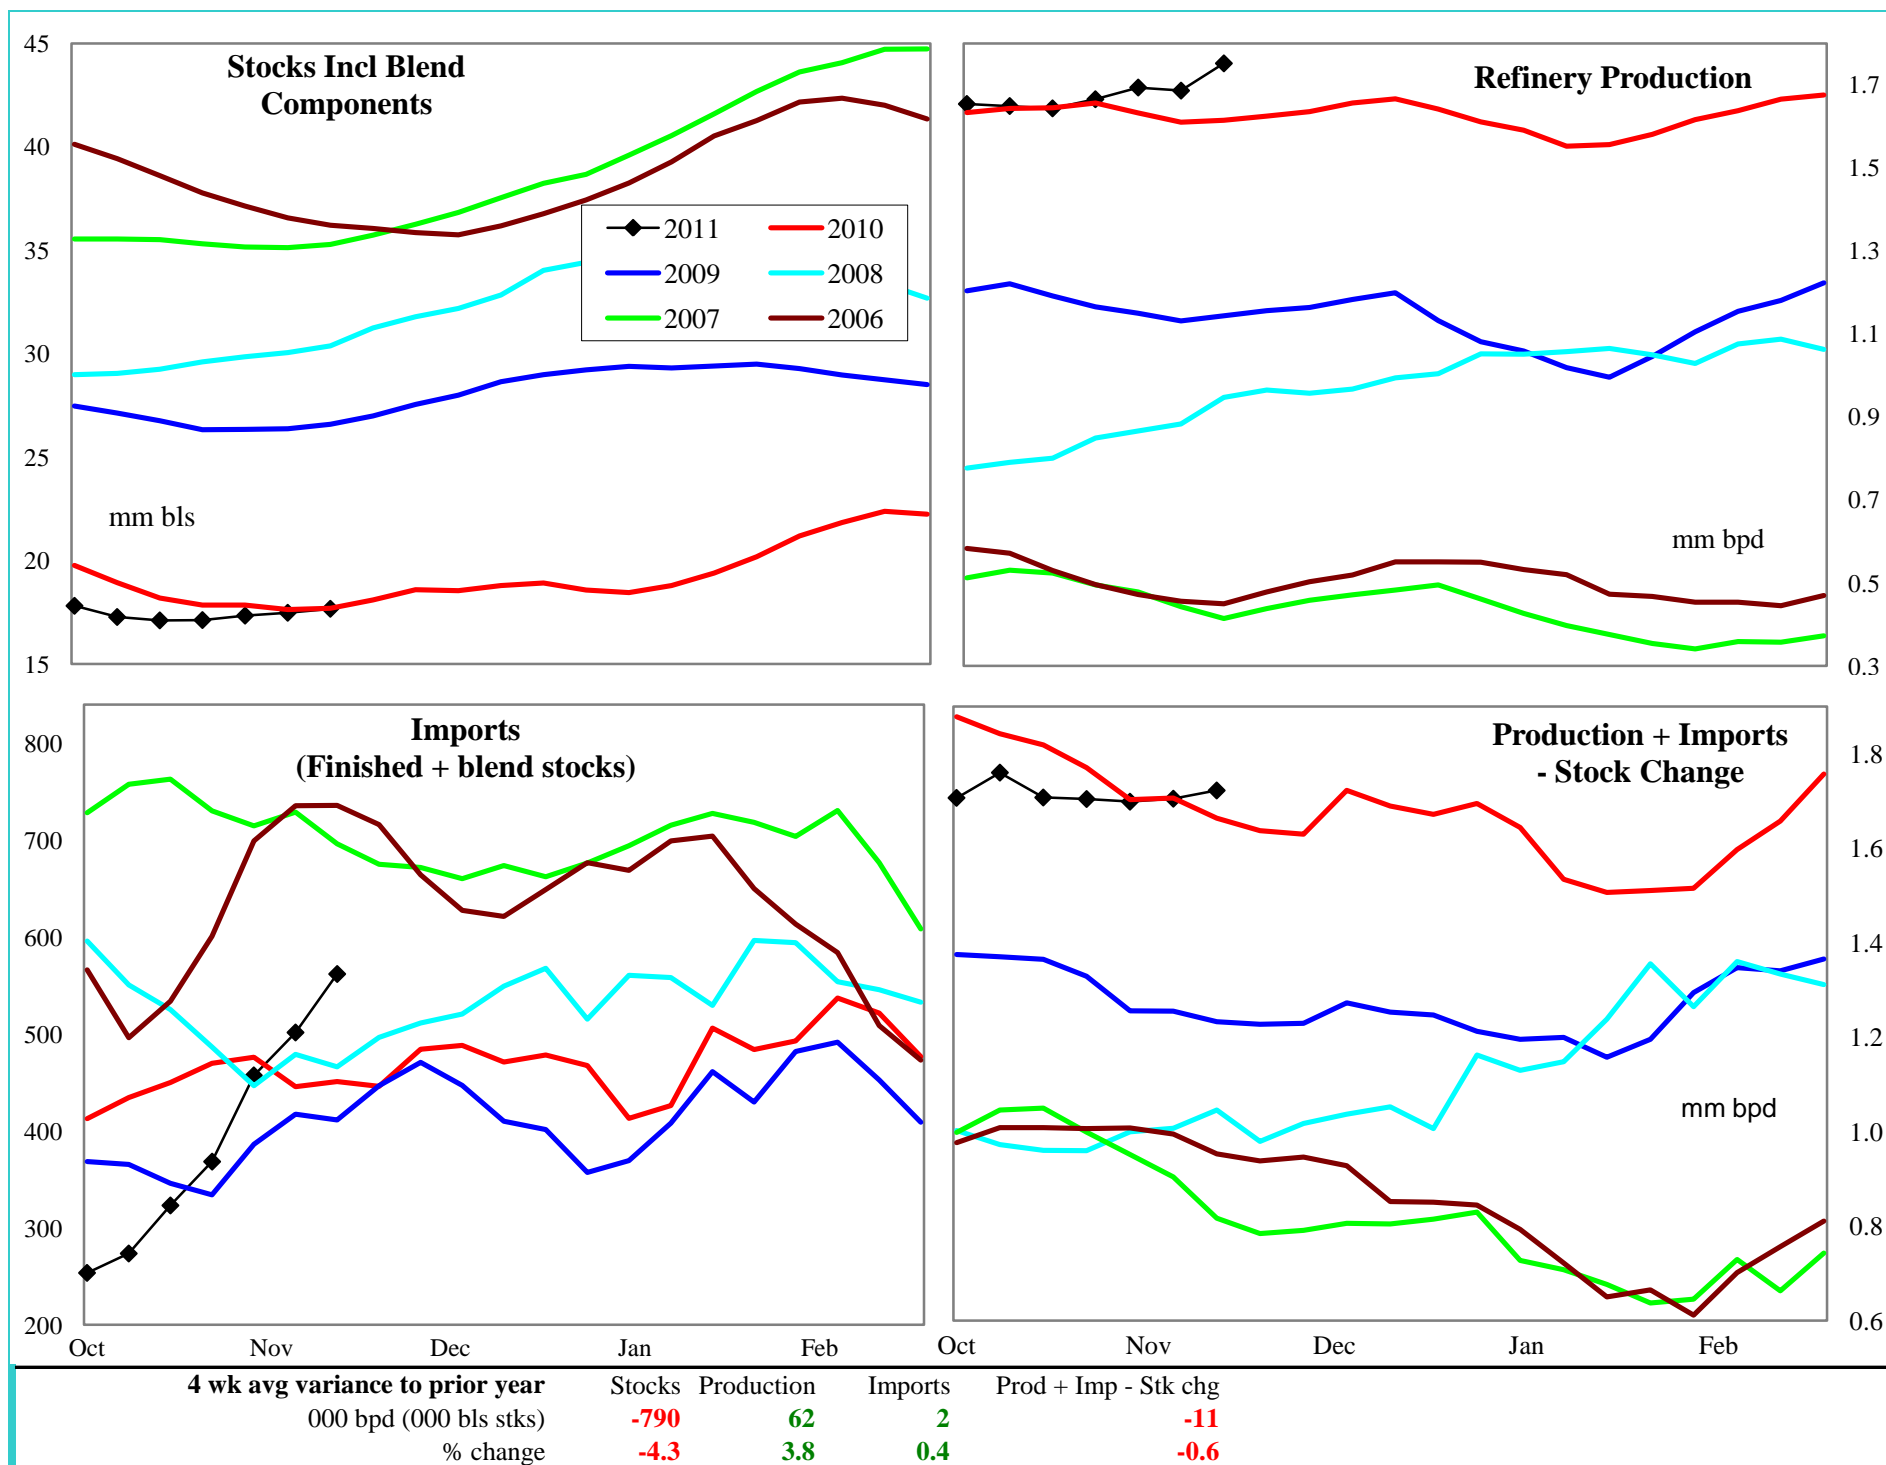 Stocks Incl Blend
Components
45
40
35
30
25
20
15
mm bls
2011
2010
2009
2008
2007
2006
Refinery Production
1.7
1.5
1.3
1.1
0.9
0.7
0.5
0.3
mm bpd
Imports
(Finished + blend stocks)
800
700
600
500
400
300
200
Oct Nov Dec Jan Feb
Production + Imports
- Stock Change
1.8
1.6
1.4
1.2
1.0
0.8
0.6
mm bpd
Oct Nov Dec Jan Feb
4 wk avg variance to prior year Stocks Production Imports Prod + Imp - Stk chg
000 bpd (000 bls stks) -790 62 2 -11
% change -4.3 3.8 0.4 -0.6